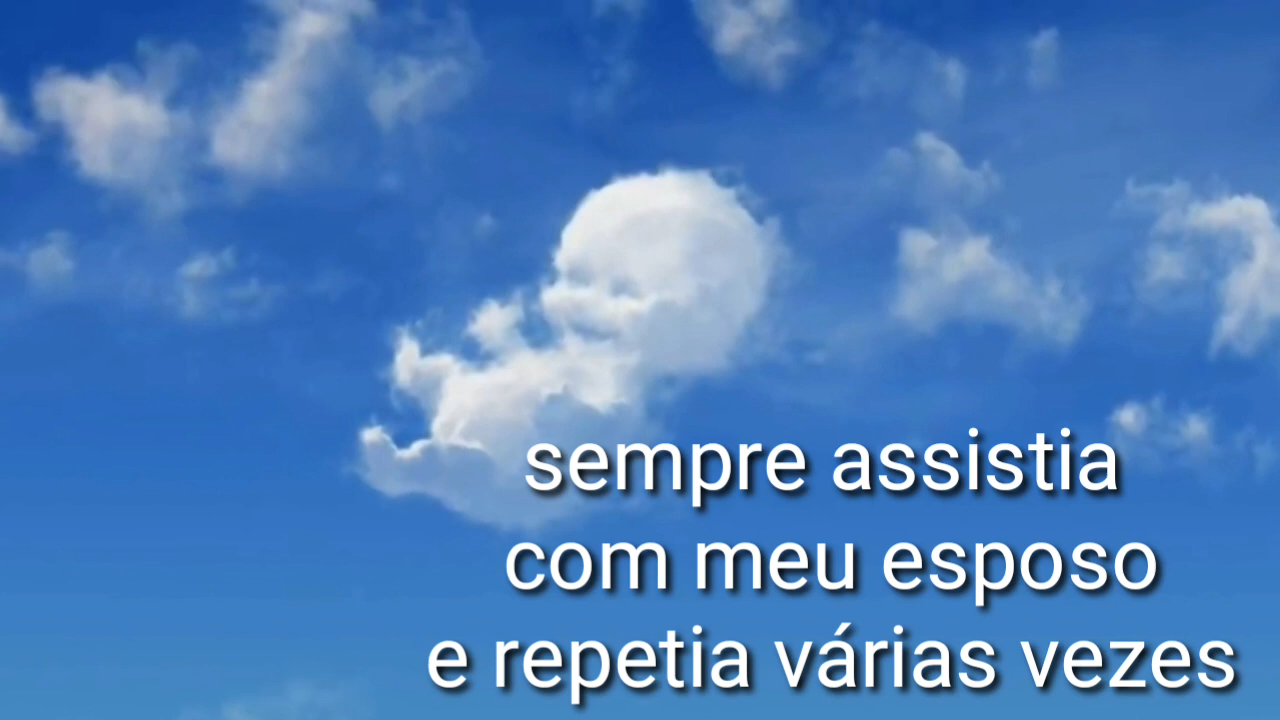 sempre assistia
com meu esposo
e repetia várias vezes